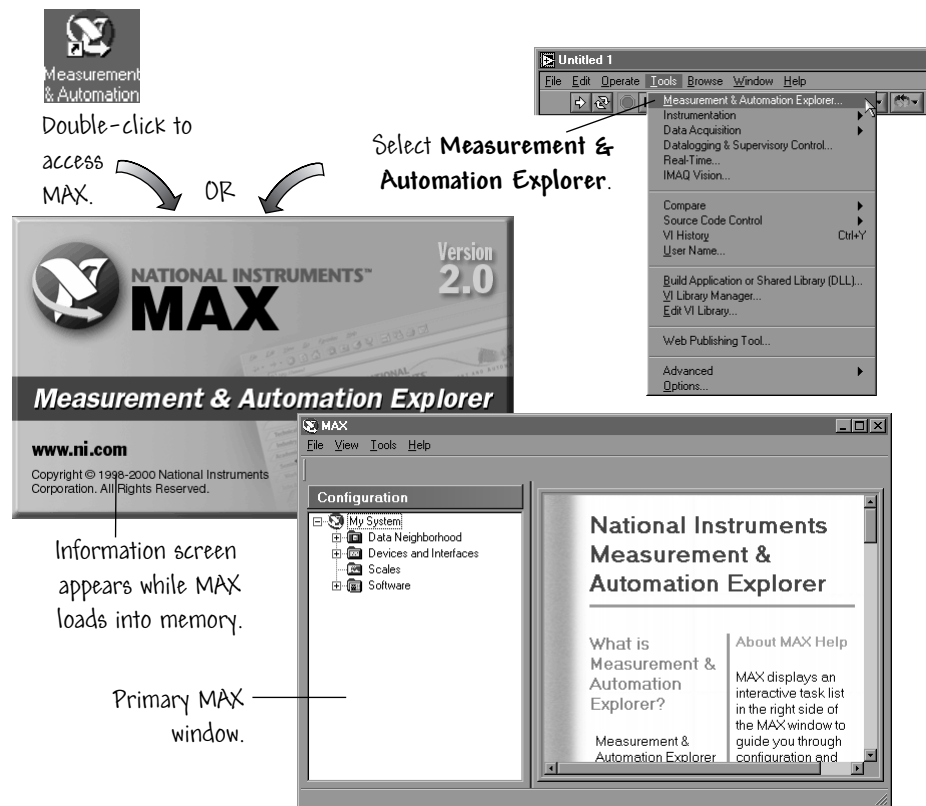 Measurement
& Automation
Double-click to
access
MAX.
OR
Select Measurement &
Automation Explorer.
Untitled 1
File Edit Operate Tools Browse Window Help
Measurement & Automation Explorer...
Instrumentation
Data Acquisition
Datalogging & Supervisory Control...
Real-Time...
IMAQ Vision...
Compare
Source Code Control
VI History Ctrl+Y
User Name...
Build Application or Shared Library (DLL)...
VI Library Manager...
Edit VI Library...
Web Publishing Tool...
Advanced
Options...
NATIONAL INSTRUMENTS™
MAX
Version
2.0
Measurement & Automation Explorer
www.ni.com
Copyright © 1998-2000 National Instruments
Corporation. All Rights Reserved.
Information screen
appears while MAX
loads into memory.
Primary MAX
window.
MAX
File View Tools Help
Configuration
My System
Data Neighborhood
Devices and Interfaces
Scales
Software
National Instruments
Measurement &
Automation Explorer
What is
Measurement &
Automation
Explorer?
Measurement &
Automation Explorer
About MAX Help
MAX displays an
interactive task list
in the right side of
the MAX window to
guide you through
configuration and